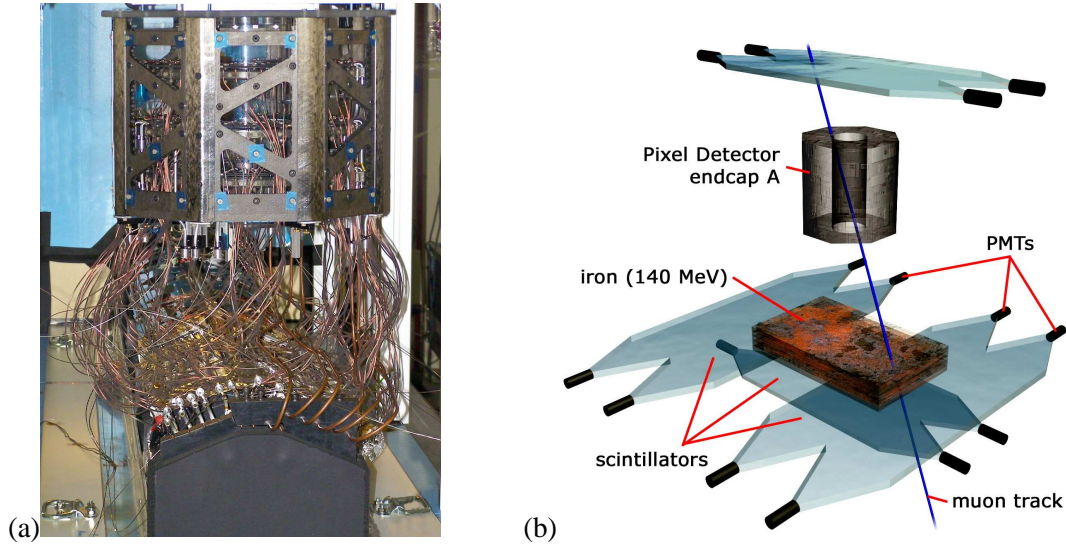 Pixel Detector
endcap A
PMTs
iron (140 MeV)
scintillators
muon track
(a)
(b)